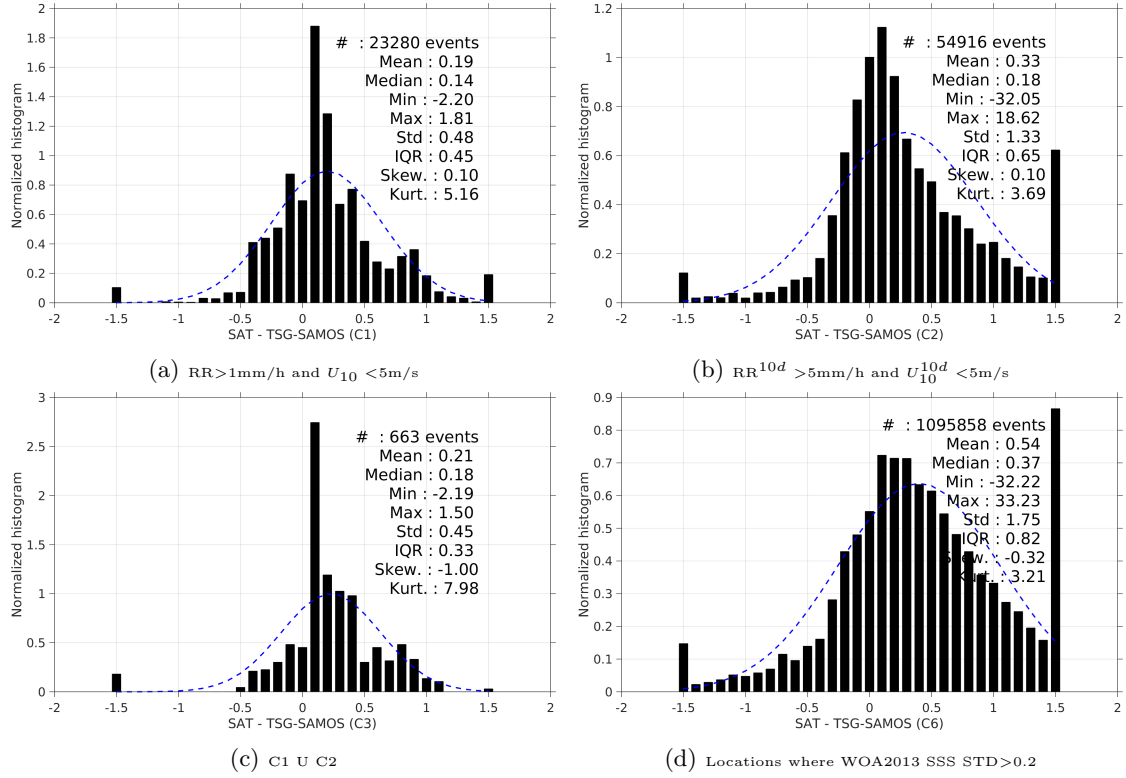 2
1.8
1.6
1.4
1.2
1
0.8
0.6
0.4
0.2
0
Normalized histogram
# : 23280 events
Mean : 0.19
Median : 0.14
Min : -2.20
Max : 1.81
Std : 0.48
IQR : 0.45
Skew. : 0.10
Kurt. : 5.16
-2 -1.5 -1 -0.5 0 0.5 1 1.5 2
SAT - TSG-SAMOS (C1)
(a) RR>1mm/h and U10 <5m/s
1.2
1
0.8
0.6
0.4
0.2
0
Normalized histogram
# : 54916 events
Mean : 0.33
Median : 0.18
Min : -32.05
Max : 18.62
Std : 1.33
IQR : 0.65
Skew. : 0.10
Kurt. : 3.69
-2 -1.5 -1 -0.5 0 0.5 1 1.5 2
SAT - TSG-SAMOS (C2)
(b) RR10d >5mm/h and U10d10 <5m/s
3
2.5
2
1.5
1
0.5
0
Normalized histogram
# : 663 events
Mean : 0.21
Median : 0.18
Min : -2.19
Max : 1.50
Std : 0.45
IQR : 0.33
Skew. : -1.00
Kurt. : 7.98
-2 -1.5 -1 -0.5 0 0.5 1 1.5 2
SAT - TSG-SAMOS (C3)
(c) C1 U C2
0.9
0.8
0.7
0.6
0.5
0.4
0.3
0.2
0.1
0
Normalized histogram
# : 1095858 events
Mean : 0.54
Median : 0.37
Min : -32.22
Max : 33.23
Std : 1.75
IQR : 0.82
Skew. : -0.32
Kurt. : 3.21
-2 -1.5 -1 -0.5 0 0.5 1 1.5 2
SAT - TSG-SAMOS (C6)
(d) Locations where WOA2013 SSS STD>0.2